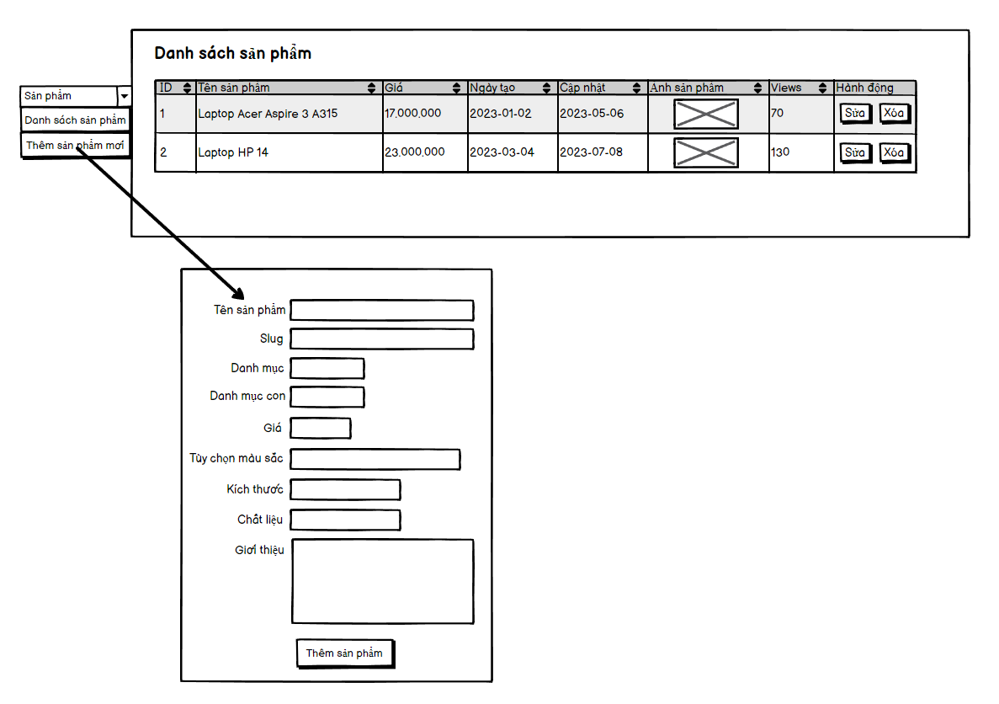 Danh sách sản phẩm
Sản phẩm
Danh sách sản phẩm
Thêm sản phẩm mới
ID Tên sản phẩm Giá Ngày tạo Cập nhật Ảnh sản phẩm Views Hành động
1 Laptop Acer Aspire 3 A315 17,000,000 2023-01-02 2023-05-06 70 Sửa Xóa
2 Laptop HP 14 23,000,000 2023-03-04 2023-07-08 130 Sửa Xóa
Tên sản phẩm
Slug
Danh mục
Danh mục con
Giá
Tùy chọn màu sắc
Kích thước
Chất liệu
Giới thiệu
Thêm sản phẩm